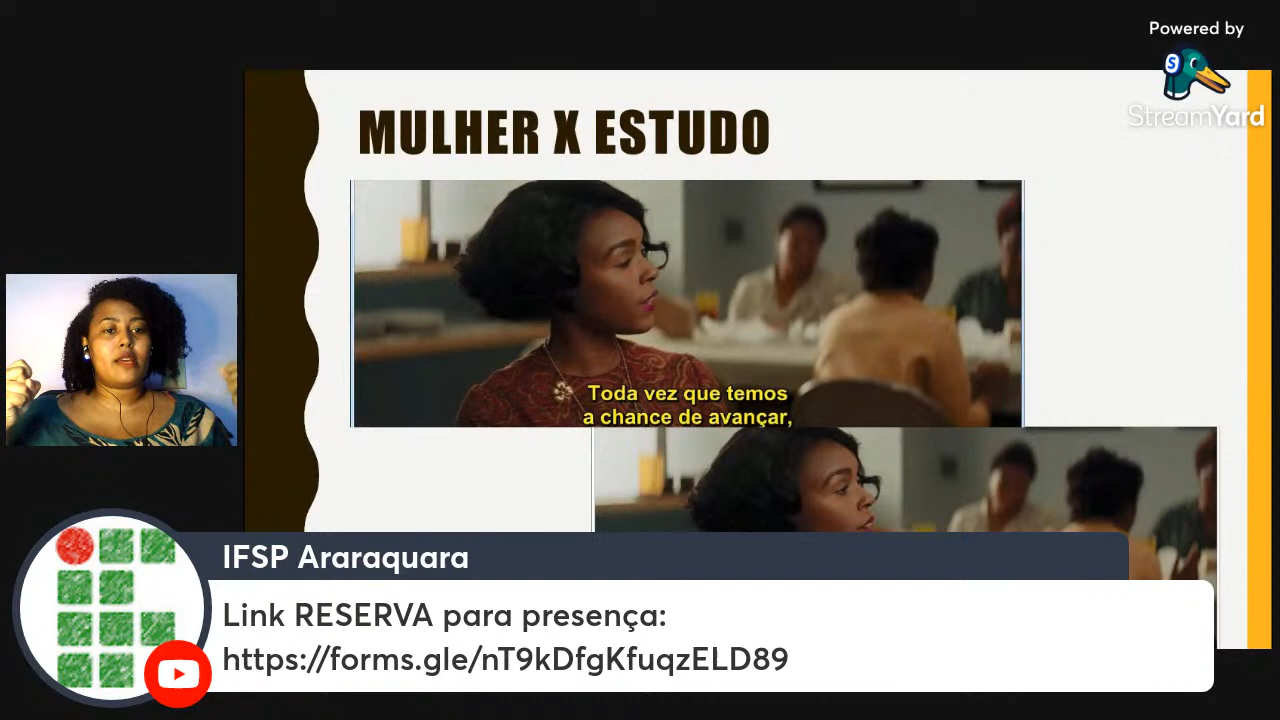 Powered by
StreamYard
MULHER X ESTUDO
Toda vez que temos
a chance de avançar,
IFSP Araraquara
Link RESERVA para presença:
https://forms.gle/nT9kDfgKfuqzELD89